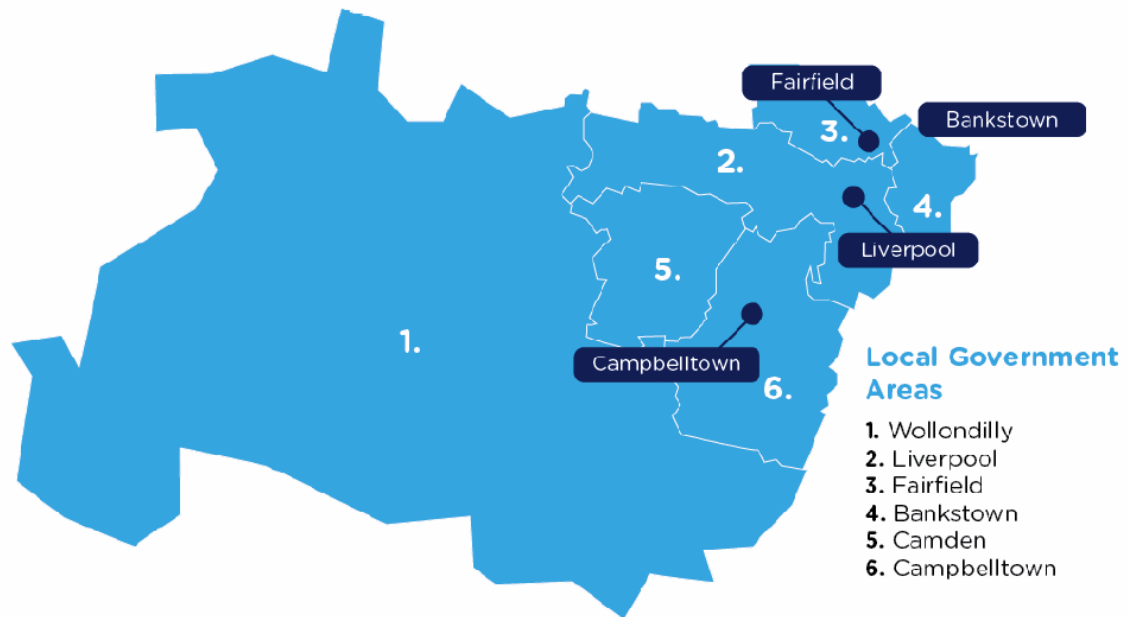 Fairfield
Bankstown
3.
2.
4.
Liverpool
5.
1.
Campbelltown
6.
Local Government
Areas
1. Wollondilly
2. Liverpool
3. Fairfield
4. Bankstown
5. Camden
6. Campbelltown